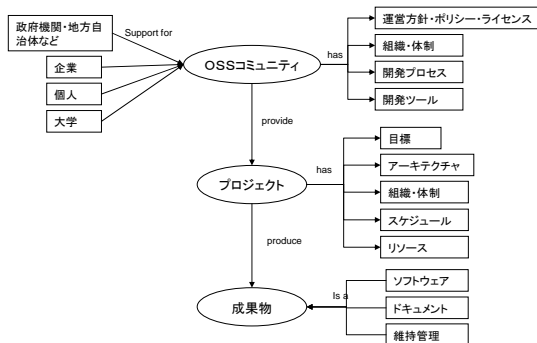 政府機関・地方自
治体など
Support for
企業
個人
大学
OSSコミュニティ
has
運営方針・ポリシー・ライセンス
組織・体制
開発プロセス
開発ツール
provide
プロジェクト
has
目標
アーキテクチャ
組織・体制
スケジュール
リソース
produce
成果物
Is a
ソフトウェア
ドキュメント
維持管理